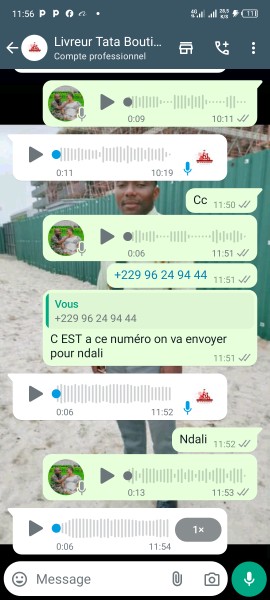 11:56
Livreur Tata Bouti...
Compte professionnel
0:09 10:11
0:11 10:19
Cc 11:50
0:06 11:51
+229 96 24 94 44 11:51
Vous
+229 96 24 94 44
C EST a ce numéro on va envoyer
pour ndali
11:51
0:06 11:52
Ndali 11:52
0:13 11:53
1×
0:06 11:54
Message